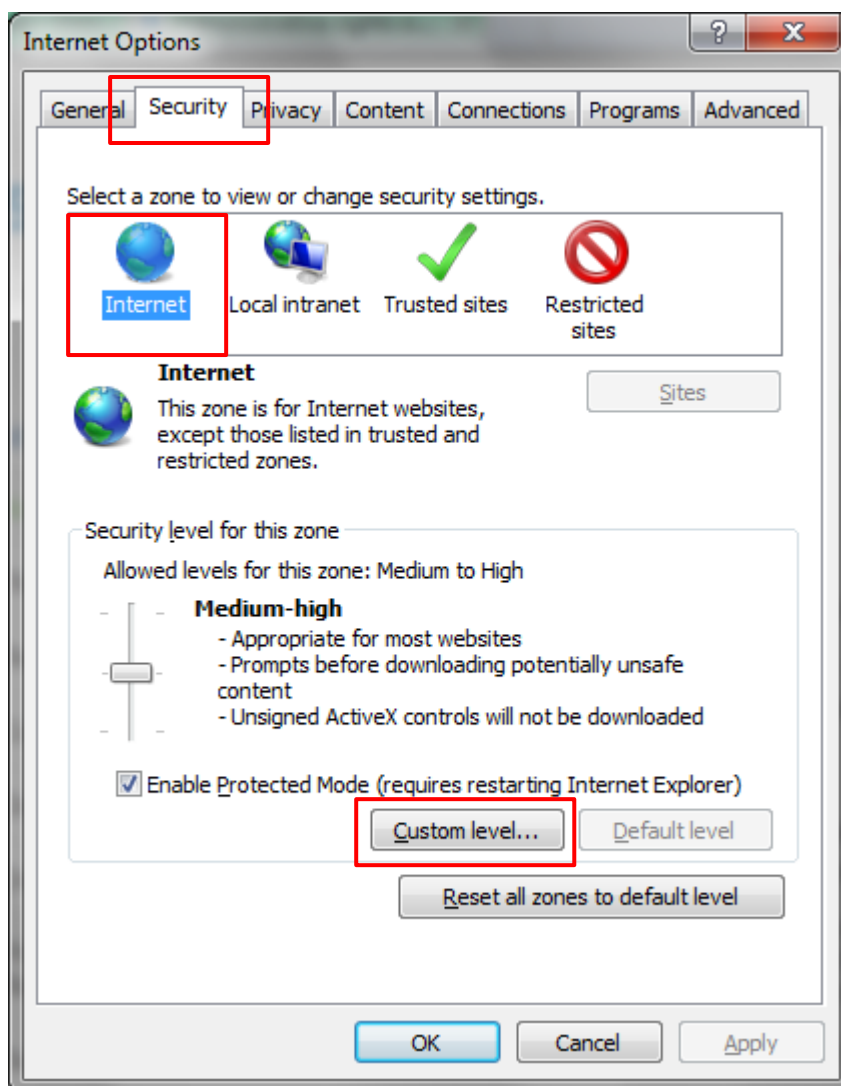 Internet Options
General Security Privacy Content Connections Programs Advanced
Select a zone to view or change security settings.
Internet Local intranet Trusted sites Restricted
sites
Internet
Sites
This zone is for Internet websites,
except those listed in trusted and
restricted zones.
Security level for this zone
Allowed levels for this zone: Medium to High
Medium-high
- Appropriate for most websites
- Prompts before downloading potentially unsafe
content
- Unsigned ActiveX controls will not be downloaded
Enable Protected Mode (requires restarting Internet Explorer)
Custom level... Default level
Reset all zones to default level
OK Cancel Apply